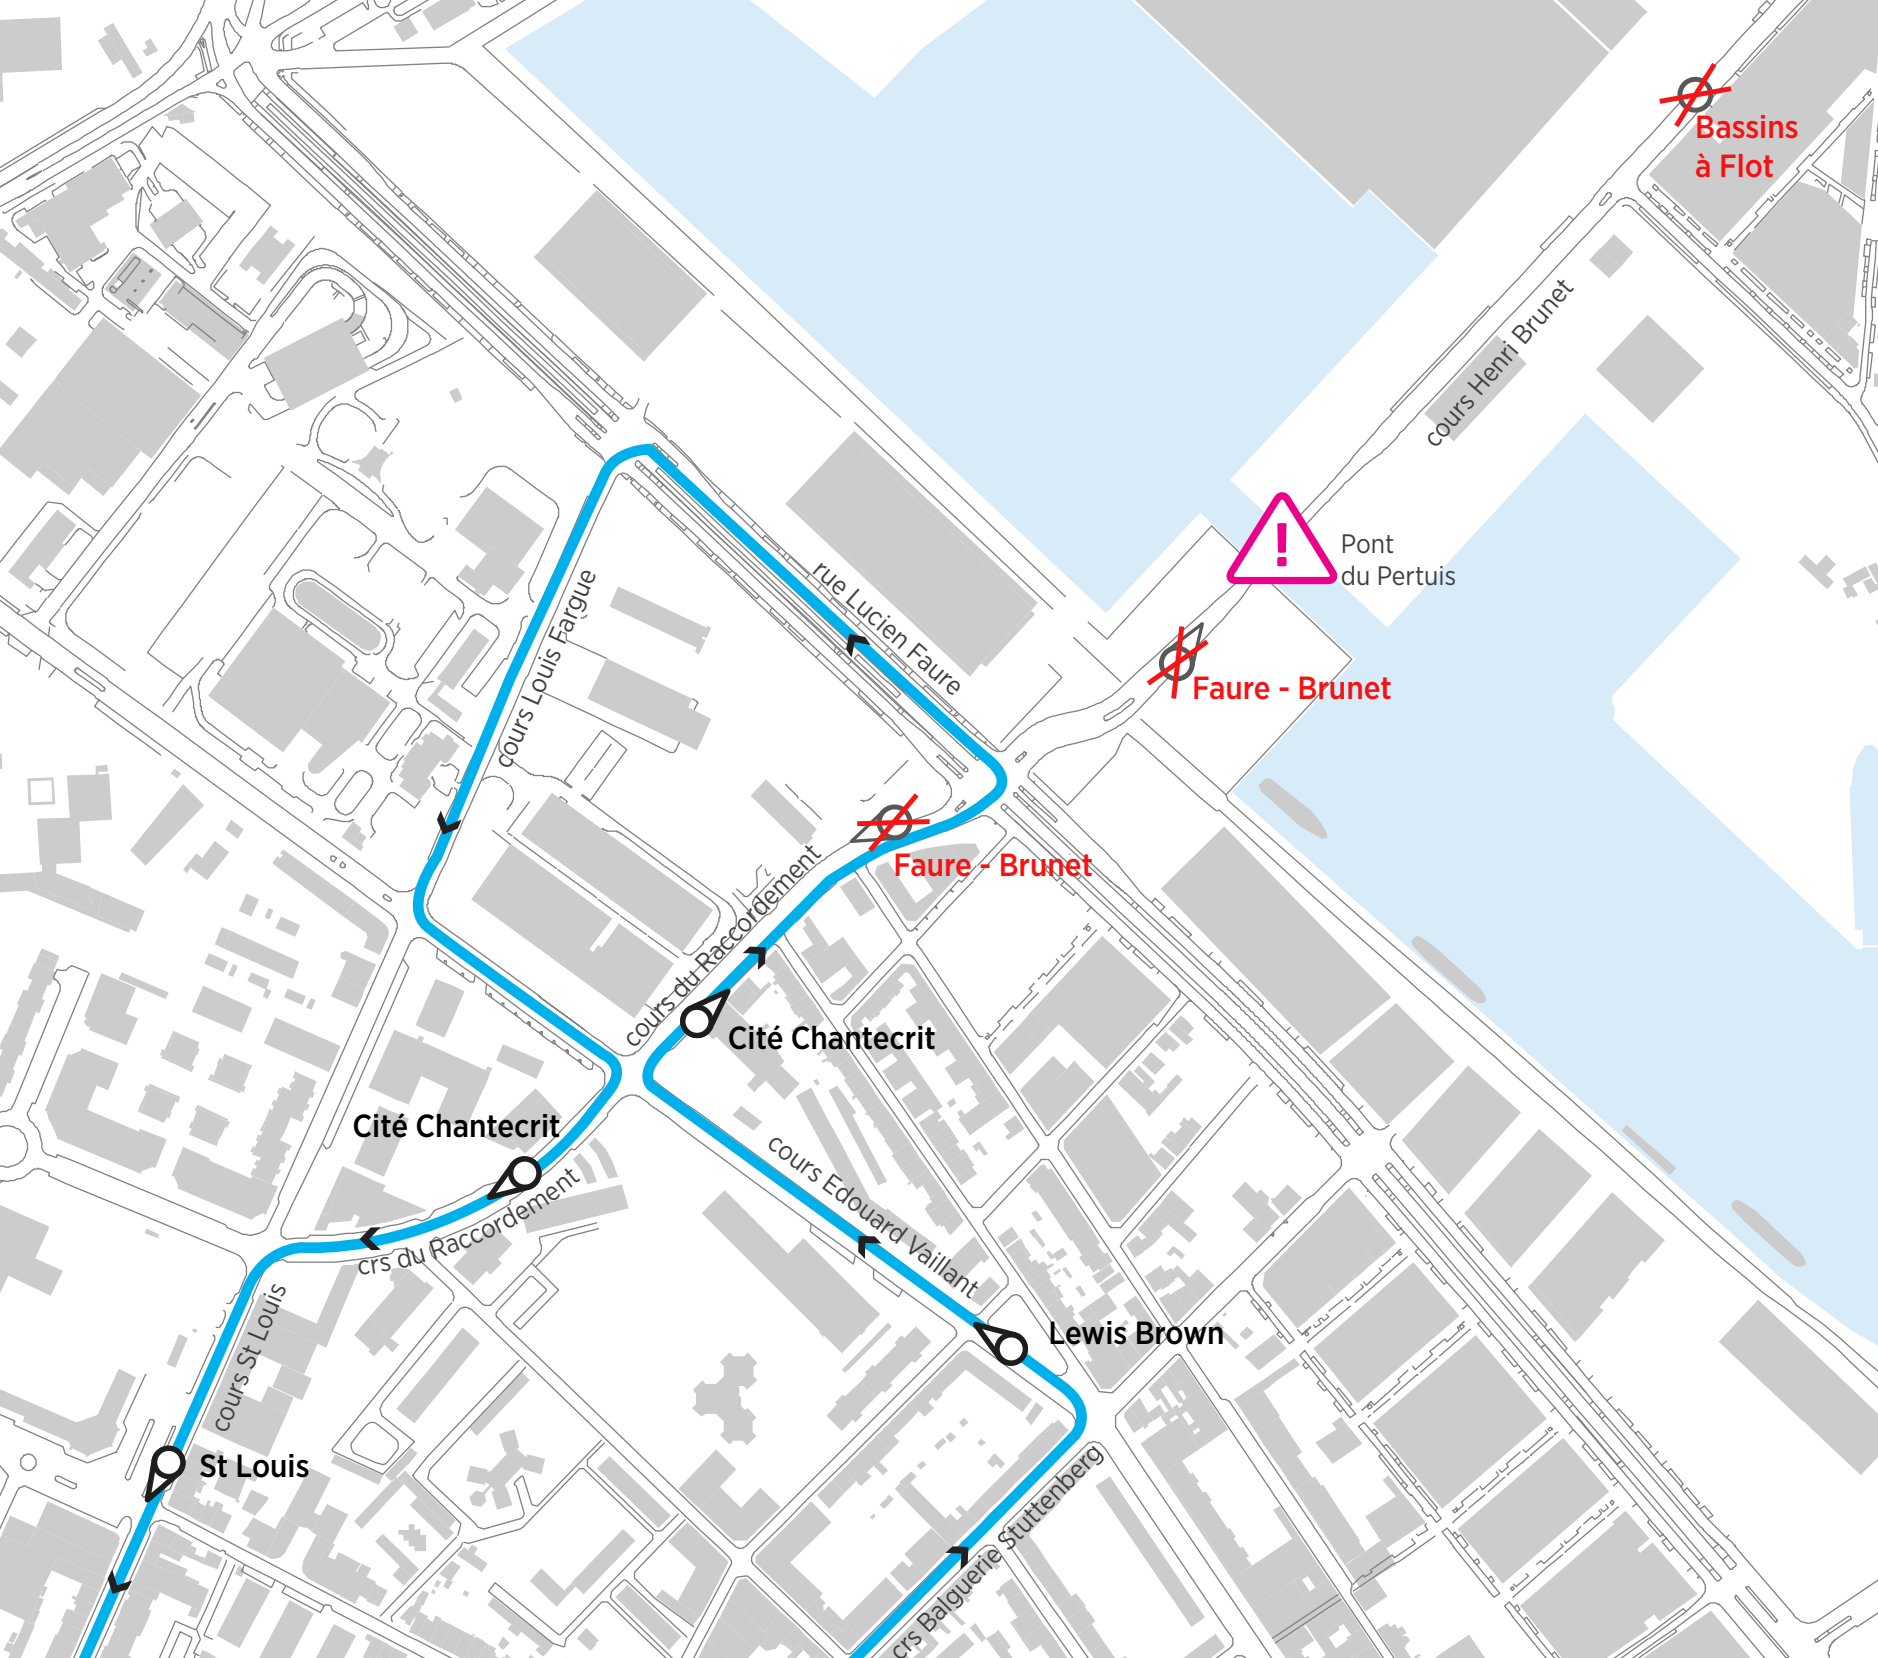 Bassins
à Flot
cours Henri Brunet
!
Pont
du Pertuis
rue Lucien Faure
cours Louis Fargue
Faure - Brunet
Faure - Brunet
cours du Raccordement
Cité Chantecrit
Cité Chantecrit
crs du Raccordement
cours Edouard Vaillant
cours St Louis
Lewis Brown
St Louis
crs Balguerie Stuttenberg